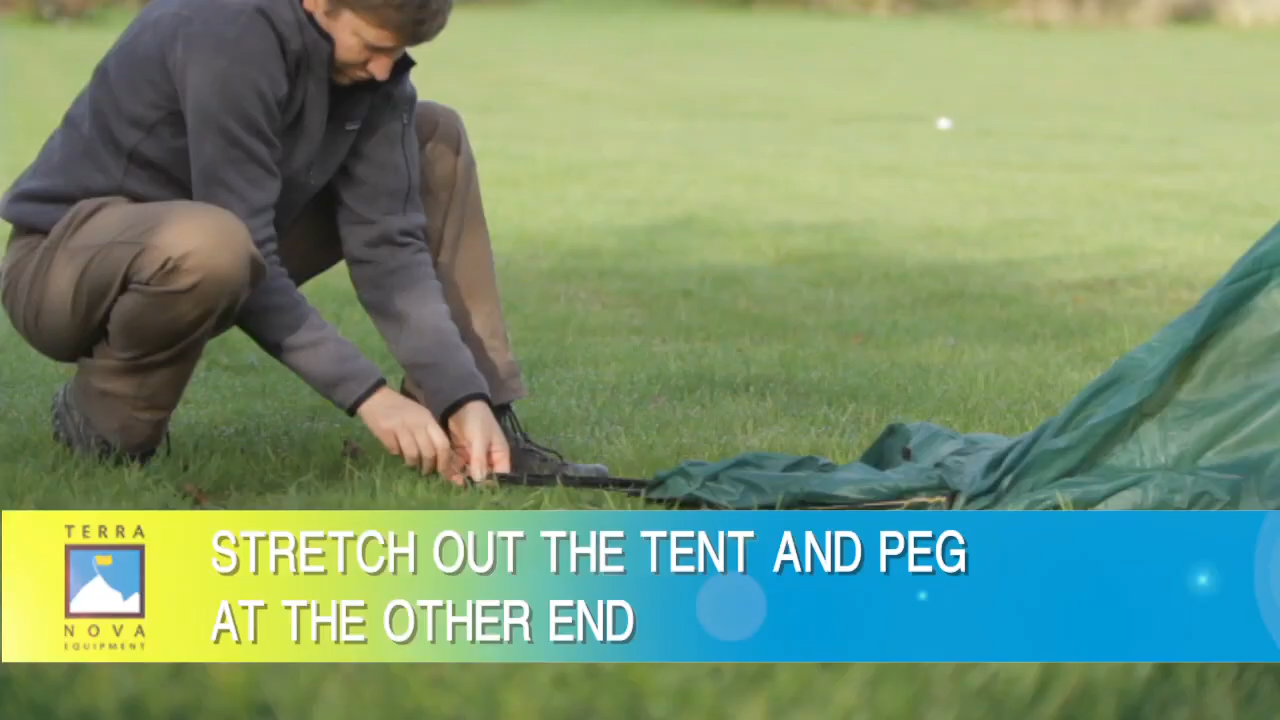 TERRA
NOVA
EQUIPMENT
STRETCH OUT THE TENT AND PEG
AT THE OTHER END